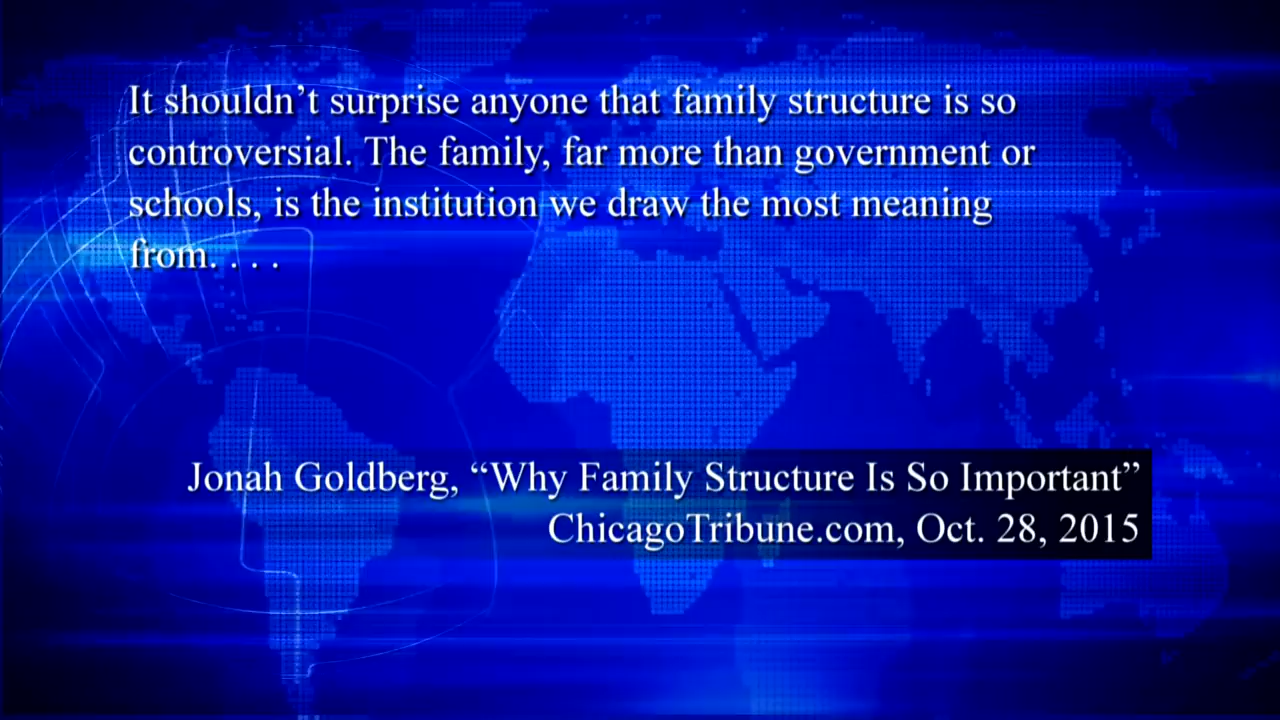 It shouldn’t surprise anyone that family structure is so
controversial. The family, far more than government or
schools, is the institution we draw the most meaning
from. . . .
Jonah Goldberg, “Why Family Structure Is So Important”
ChicagoTribune.com, Oct. 28, 2015